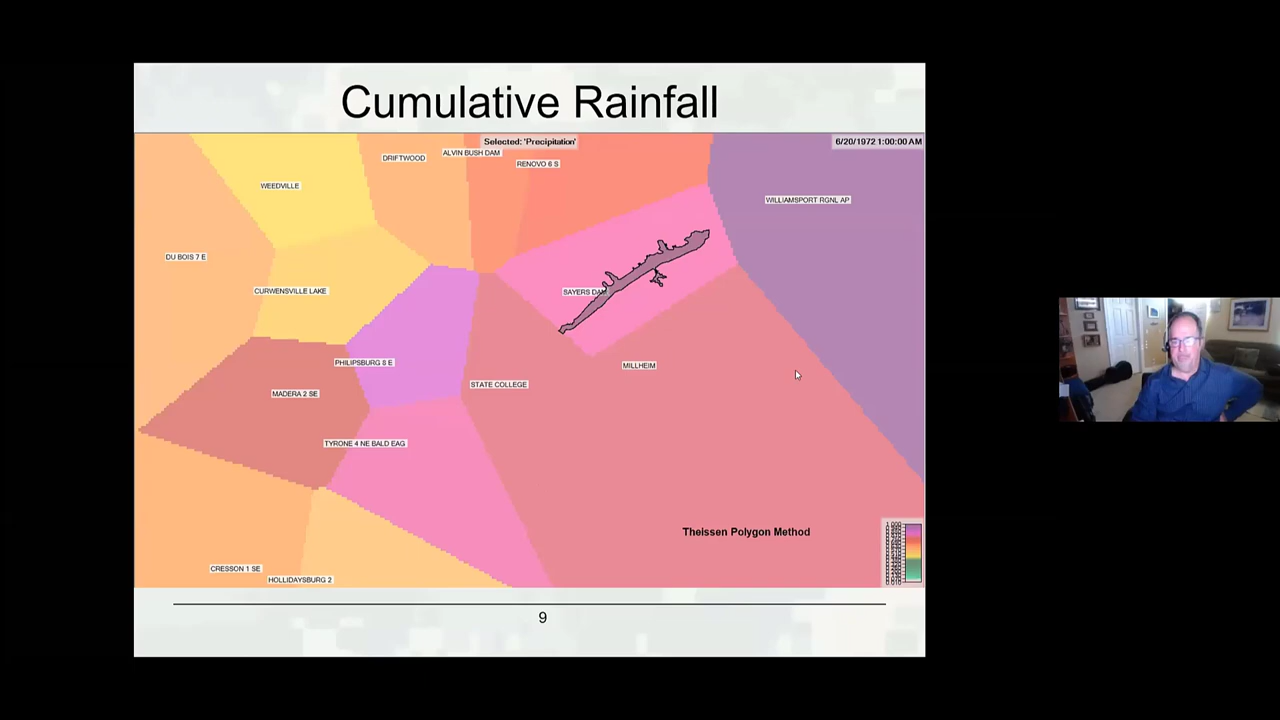 Cumulative Rainfall
Selected: 'Precipitation'
6/20/1972 1:00:00 AM
DRIFTWOOD
ALVIN BUSH DAM
RENOVO 6 S
WEEDVILLE
WILLIAMSPORT RGNL AP
DU BOIS 7 E
CURWENSVILLE LAKE
SAYERS DAM
PHILIPSBURG 8 E
MILLHEIM
STATE COLLEGE
MADERA 2 SE
TYRONE 4 NE BALD EAG
Theissen Polygon Method
CRESSON 1 SE
HOLLIDAYSBURG 2
9